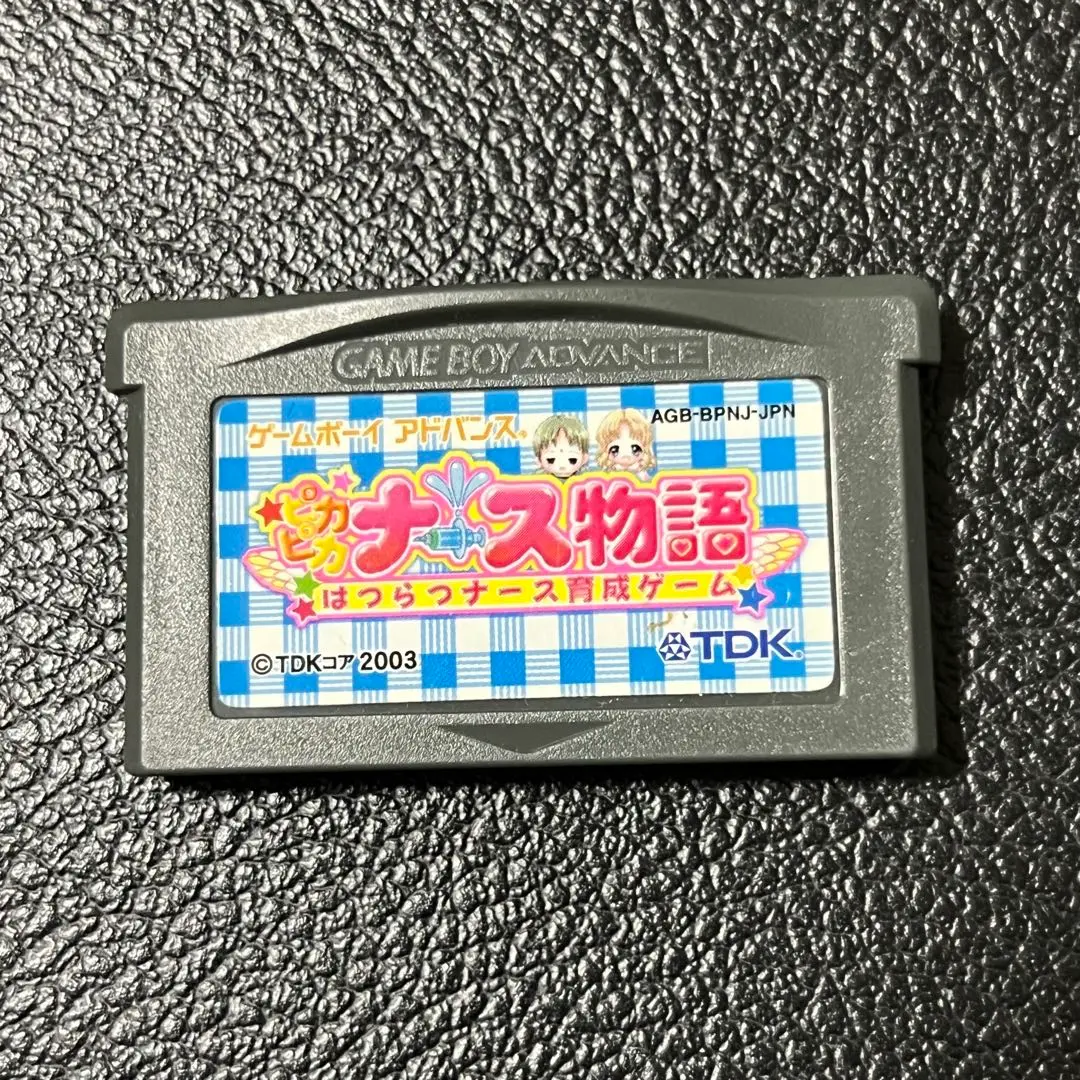 GAME BOY ADVANCE
ゲームボーイ アドバンス®
AGB-BPNJ-JPN
ピカピカ
ナース物語
はつらつナース育成ゲーム
©TDKコア 2003
TDK®